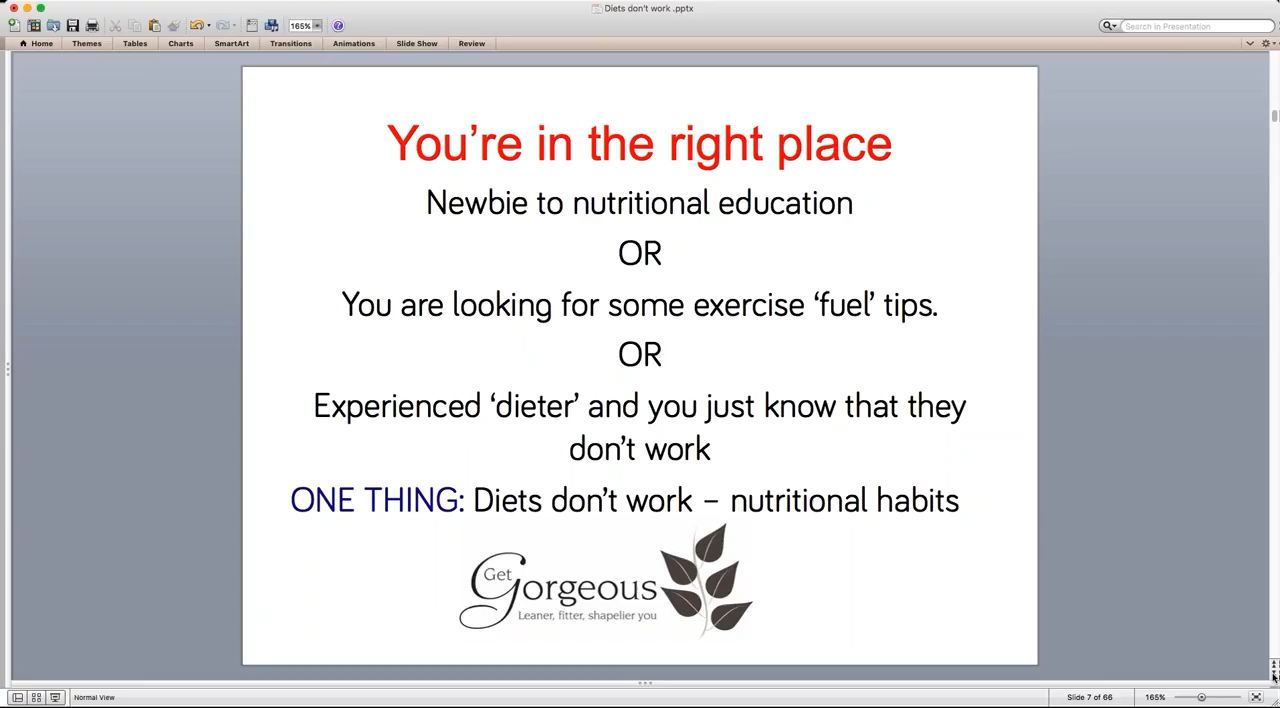 Diets don't work .pptx
165%
Search in Presentation
Home Themes Tables Charts SmartArt Transitions Animations Slide Show Review
You're in the right place
Newbie to nutritional education
OR
You are looking for some exercise 'fuel' tips.
OR
Experienced 'dieter' and you just know that they
don't work
ONE THING: Diets don't work – nutritional habits
Get
Gorgeous
Leaner, fitter, shapelier you
Normal View Slide 7 of 66 165%